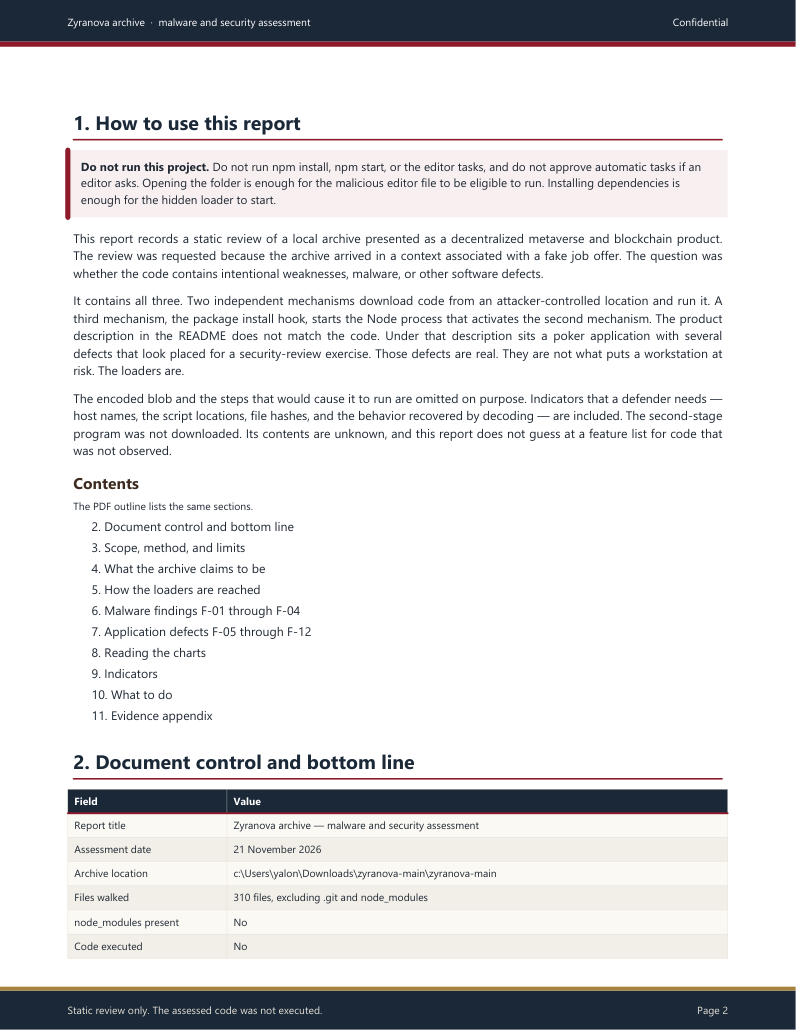 Zyranova archive · malware and security assessment
Confidential
1. How to use this report
Do not run this project. Do not run npm install, npm start, or the editor tasks, and do not approve automatic tasks if an
editor asks. Opening the folder is enough for the malicious editor file to be eligible to run. Installing dependencies is
enough for the hidden loader to start.
This report records a static review of a local archive presented as a decentralized metaverse and blockchain product.
The review was requested because the archive arrived in a context associated with a fake job offer. The question was
whether the code contains intentional weaknesses, malware, or other software defects.
It contains all three. Two independent mechanisms download code from an attacker-controlled location and run it. A
third mechanism, the package install hook, starts the Node process that activates the second mechanism. The product
description in the README does not match the code. Under that description sits a poker application with several
defects that look placed for a security-review exercise. Those defects are real. They are not what puts a workstation at
risk. The loaders are.
The encoded blob and the steps that would cause it to run are omitted on purpose. Indicators that a defender needs —
host names, the script locations, file hashes, and the behavior recovered by decoding — are included. The second-stage
program was not downloaded. Its contents are unknown, and this report does not guess at a feature list for code that
was not observed.
Contents
The PDF outline lists the same sections.
2. Document control and bottom line
3. Scope, method, and limits
4. What the archive claims to be
5. How the loaders are reached
6. Malware findings F-01 through F-04
7. Application defects F-05 through F-12
8. Reading the charts
9. Indicators
10. What to do
11. Evidence appendix
2. Document control and bottom line
Field Value
Report title Zyranova archive — malware and security assessment
Assessment date 21 November 2026
Archive location c:\Users\yalon\Downloads\zyranova-main\zyranova-main
Files walked 310 files, excluding .git and node_modules
node_modules present No
Code executed No
Static review only. The assessed code was not executed.
Page 2